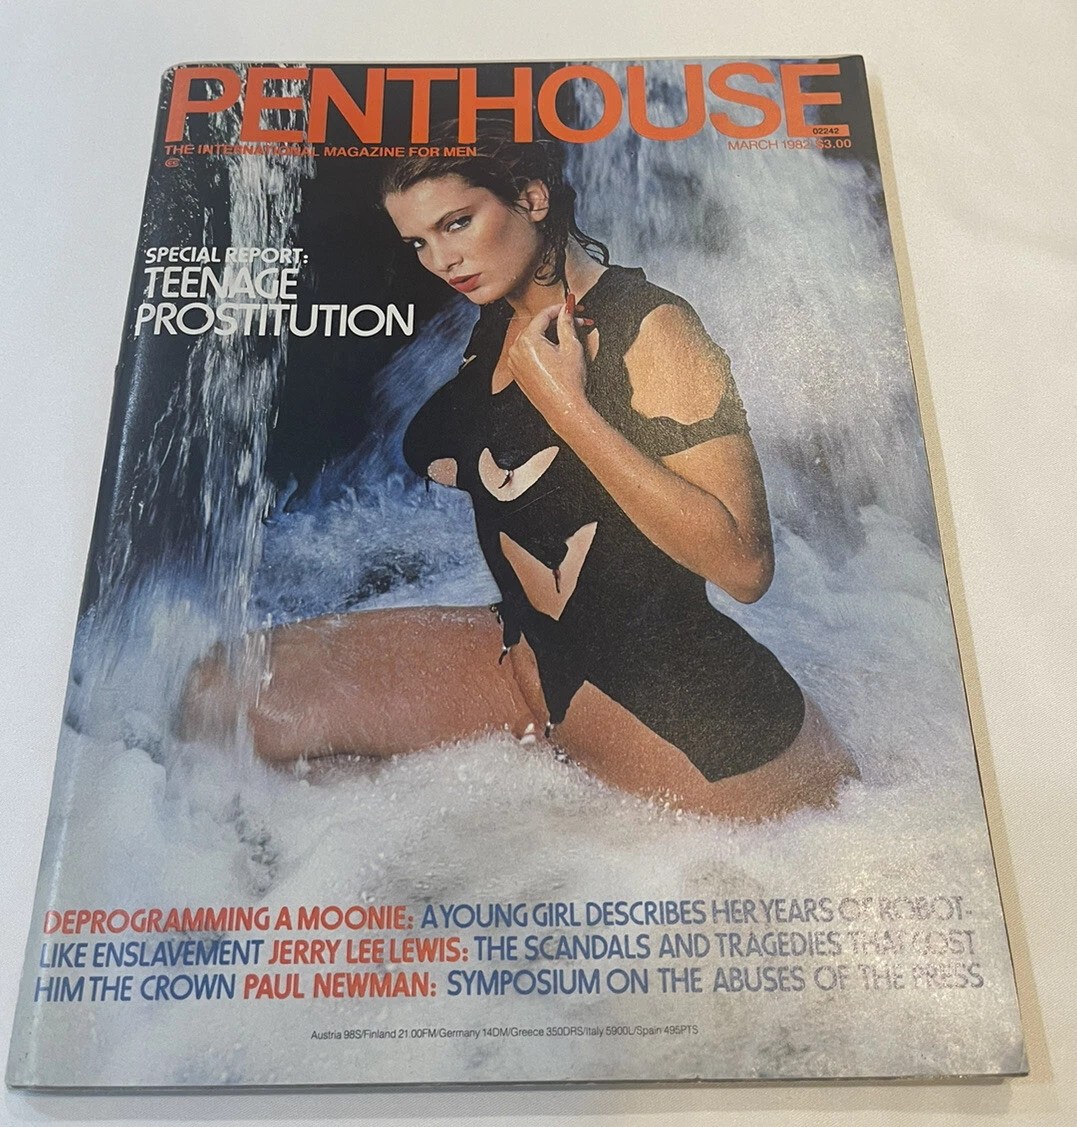 PENTHOUSE
02242
THE INTERNATIONAL MAGAZINE FOR MEN
MARCH 1982 $3.00
SPECIAL REPORT:
TEENAGE
PROSTITUTION
DEPROGRAMMING A MOONIE: A YOUNG GIRL DESCRIBES HER YEARS OF ROBOT-
LIKE ENSLAVEMENT JERRY LEE LEWIS: THE SCANDALS AND TRAGEDIES THAT COST
HIM THE CROWN PAUL NEWMAN: SYMPOSIUM ON THE ABUSES OF THE PRESS
Austria 98S/Finland 21.00FM/Germany 14DM/Greece 350DRS/Italy 5900L/Spain 495PTS